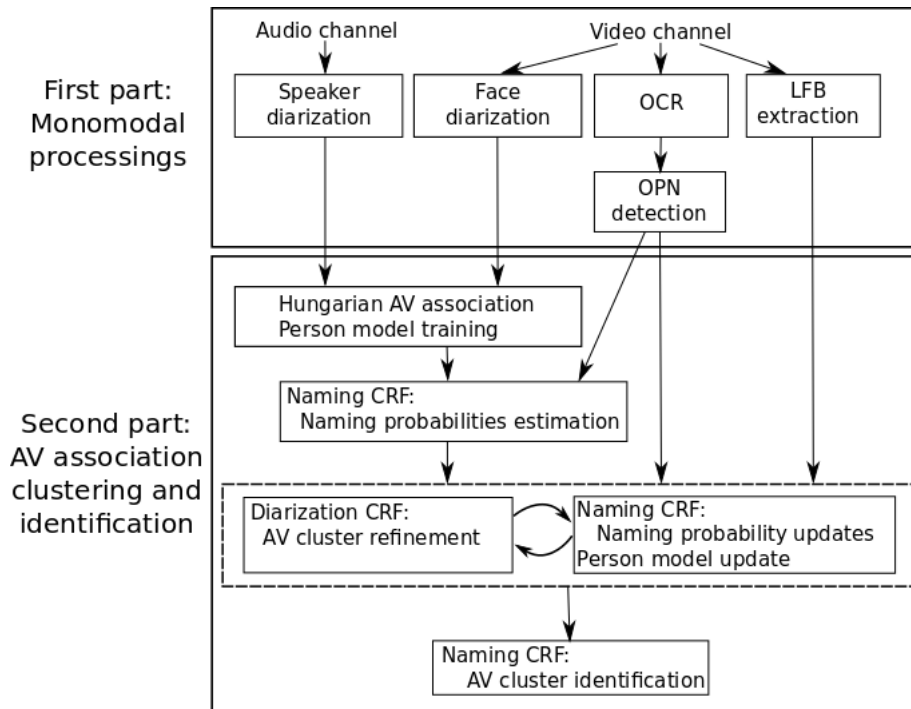 Audio channel
Video channel
First part:
Monomodal
processings
Speaker
diarization
Face
diarization
OCR
LFB
extraction
OPN
detection
Second part:
AV association
clustering and
identification
Hungarian AV association
Person model training
Naming CRF:
Naming probabilities estimation
Diarization CRF:
AV cluster refinement
Naming CRF:
Naming probability updates
Person model update
Naming CRF:
AV cluster identification